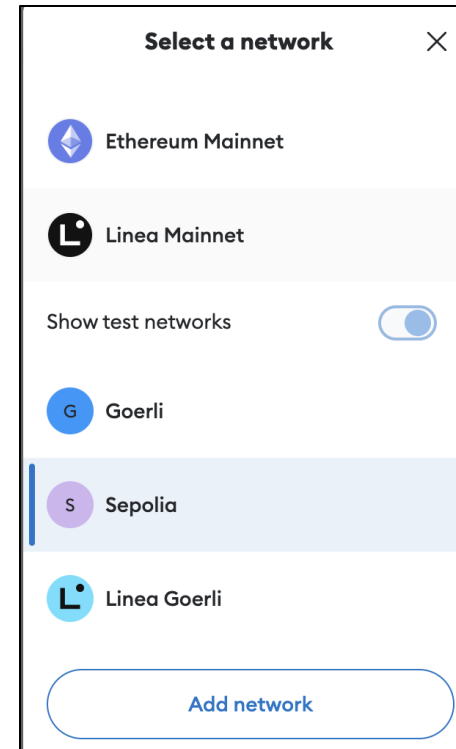 Select a network
Ethereum Mainnet
L Linea Mainnet
Show test networks
G Goerli
S Sepolia
L Linea Goerli
Add network